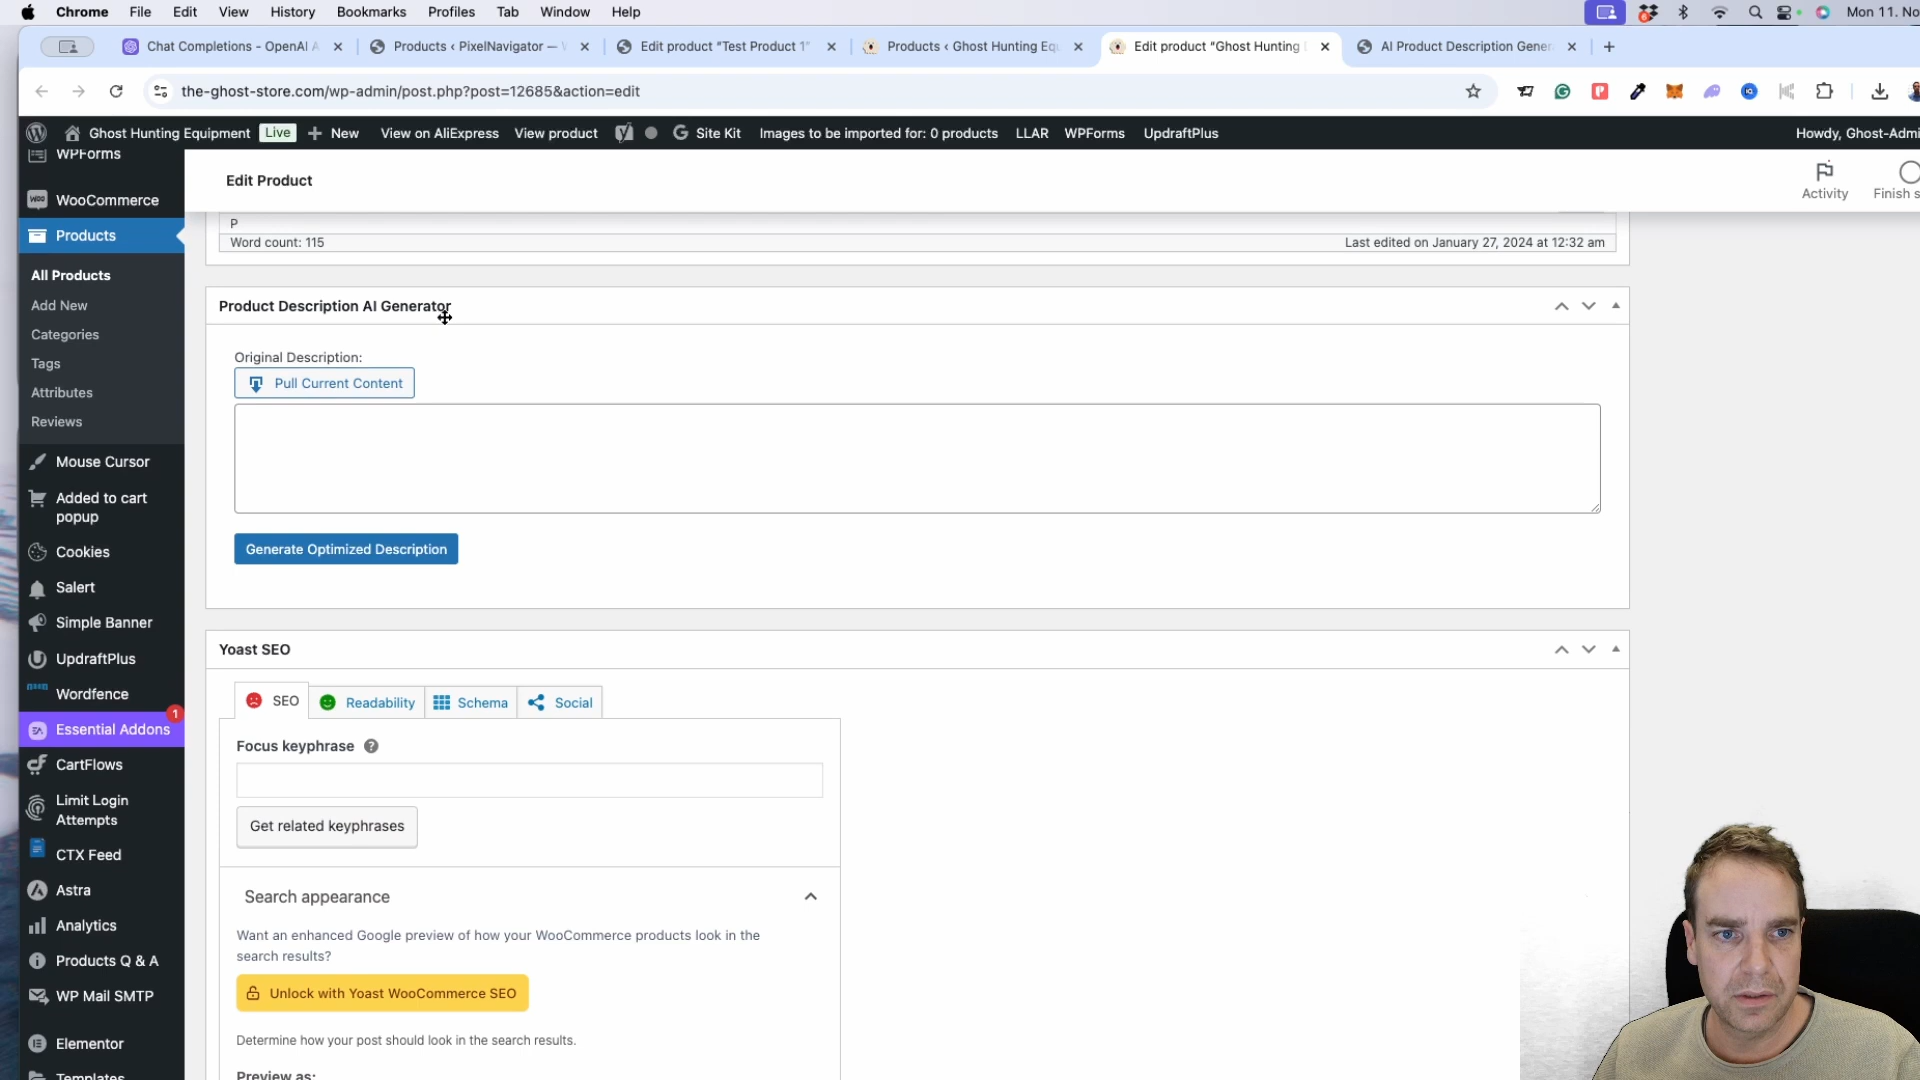 Chrome File Edit View History Bookmarks Profiles Tab Window Help Mon 11. No
Chat Completions - OpenAI A
Products ‹ PixelNavigator —
Edit product "Test Product 1"
Products ‹ Ghost Hunting Equ
Edit product "Ghost Hunting
AI Product Description Gener
the-ghost-store.com/wp-admin/post.php?post=12685&action=edit
Ghost Hunting Equipment Live New View on AliExpress View product Site Kit Images to be imported for: 0 products LLAR WPForms UpdraftPlus Howdy, Ghost-Admi
WPForms
WooCommerce
Products
All Products
Add New
Categories
Tags
Attributes
Reviews
Mouse Cursor
Added to cart
popup
Cookies
Salert
Simple Banner
UpdraftPlus
Wordfence
Essential Addons 1
CartFlows
Limit Login
Attempts
CTX Feed
Astra
Analytics
Products Q & A
WP Mail SMTP
Elementor
Templates
Edit Product
Activity
Finish s
P
Word count: 115
Last edited on January 27, 2024 at 12:32 am
Product Description AI Generator
Original Description:
Pull Current Content
Generate Optimized Description
Yoast SEO
SEO Readability Schema Social
Focus keyphrase ?
Get related keyphrases
Search appearance
Want an enhanced Google preview of how your WooCommerce products look in the
search results?
Unlock with Yoast WooCommerce SEO
Determine how your post should look in the search results.
Preview as: